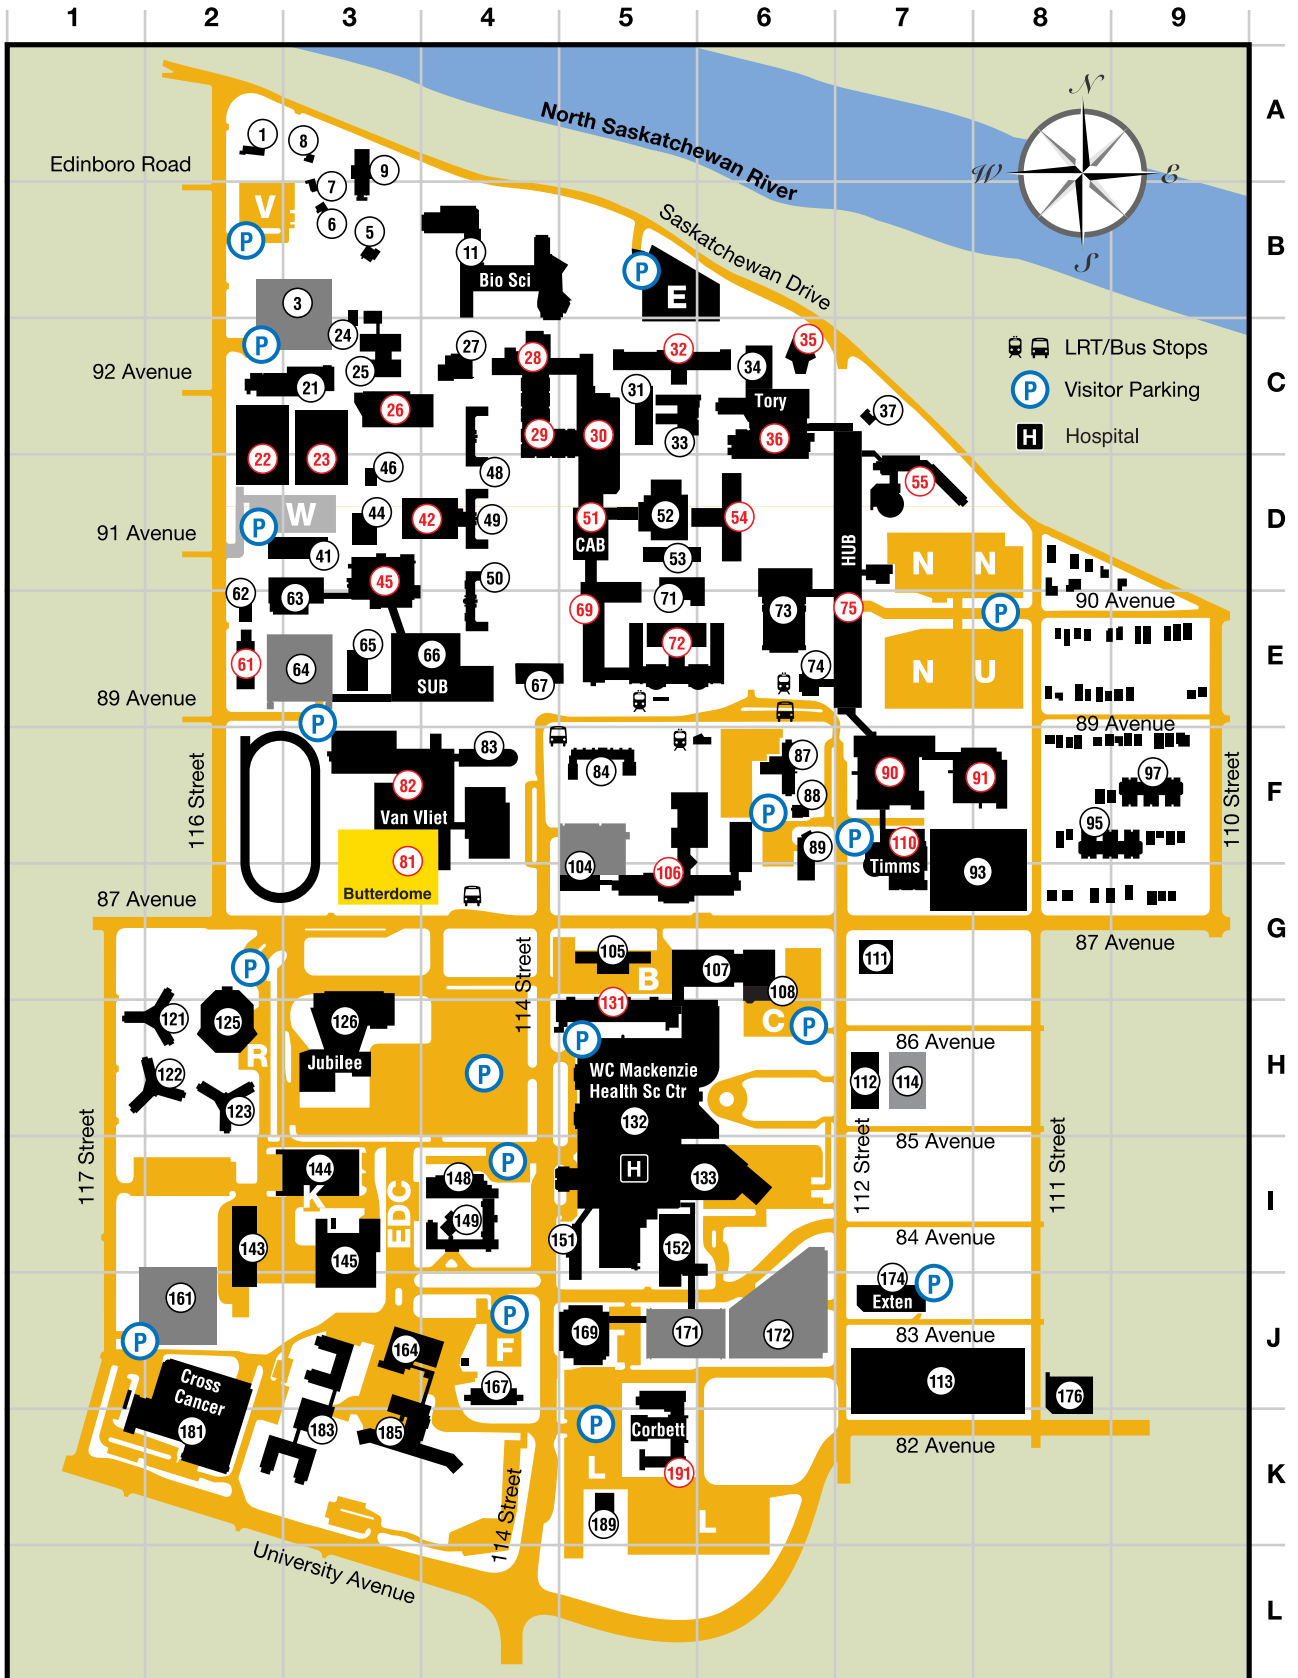 1 2 3 4 5 6 7 8 9
A
B
C
D
E
F
G
H
I
J
K
L
N
W E
S
North Saskatchewan River
Saskatchewan Drive
Edinboro Road
92 Avenue
91 Avenue
89 Avenue
116 Street
87 Avenue
117 Street
114 Street
114 Street
University Avenue
90 Avenue
89 Avenue
110 Street
87 Avenue
86 Avenue
85 Avenue
112 Street
111 Street
84 Avenue
83 Avenue
82 Avenue
LRT/Bus Stops
P Visitor Parking
H Hospital
1 8
9
7
V
6
5
P
11
Bio Sci
P
E
3
24
P
27
28
32
35
34
25
21
31
Tory
26
29
30
33
36
37
22
23
46
48
55
P
W
44
42
49
51
52
54
CAB
HUB
41
53
N N
45
50
62
63
69
71
73
75
P
61
64
65
66
SUB
67
72
74
N U
P
83
84
87
90
91
97
82
Van Vliet
88
P
95
81
Butterdome
104
106
89
P
110
Timms
93
P
105
B
107
108
111
121
125
126
131
C
P
R
Jubilee
P
P
WC Mackenzie
Health Sc Ctr
122
123
132
112
114
144
K
EDC
148
P
H
133
149
143
145
151
152
161
174
P
Exten
P
P
F
169
171
172
164
167
113
176
Cross
Cancer
181
183
185
P
Corbett
L
191
189
L